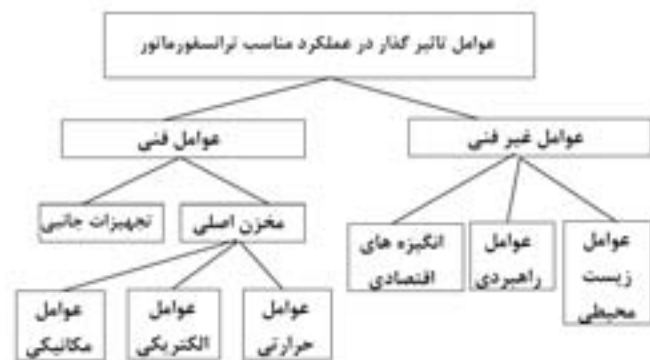 عوامل تاثیر گذار در عملکرد مناسب ترانسفورماتور
عوامل غیر فنی
عوامل فنی
عوامل
زیست
محیطی
عوامل
راهبردی
انگیزه های
اقتصادی
مخزن اصلی
تجهیزات جانبی
عوامل
حرارتی
عوامل
الکتریکی
عوامل
مکانیکی